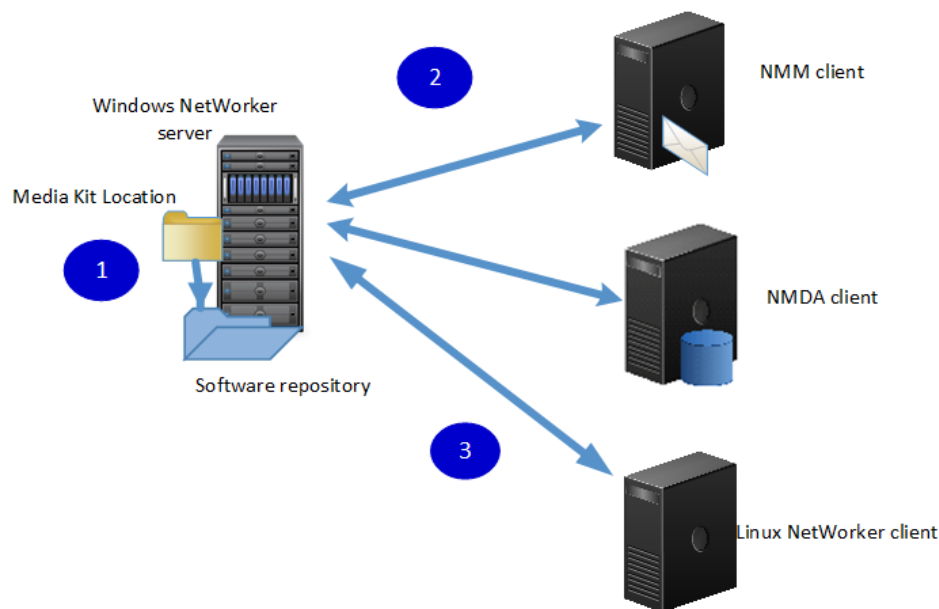 2
NMM client
Windows NetWorker
server
Media Kit Location
1
NMDA client
Software repository
3
Linux NetWorker client